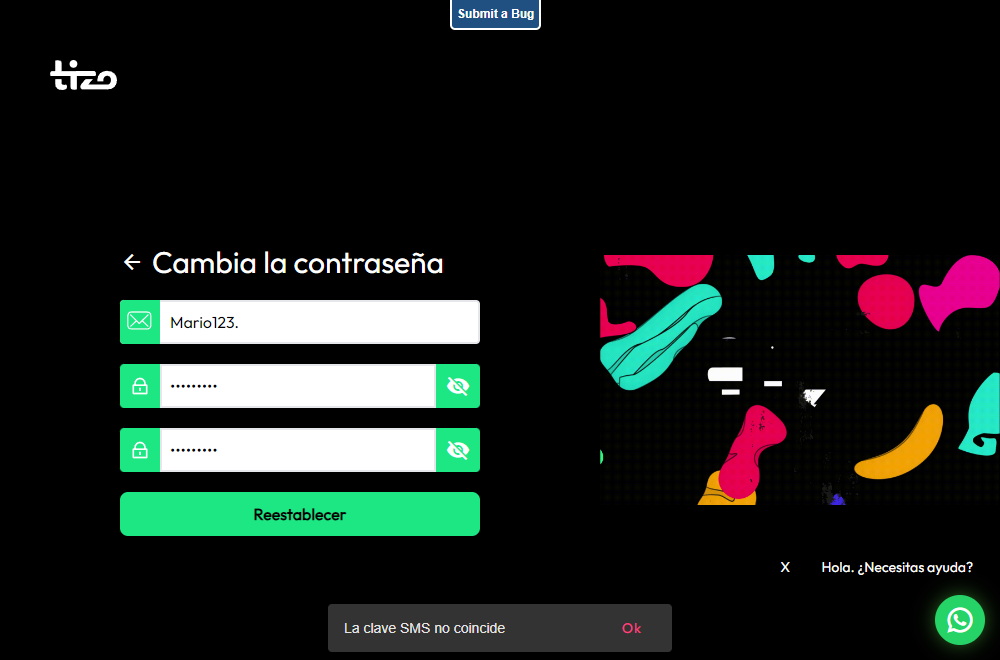 Submit a Bug
tizo
Cambia la contraseña
Mario123.
•••••••••
•••••••••
Reestablecer
X Hola. ¿Necesitas ayuda?
La clave SMS no coincide Ok